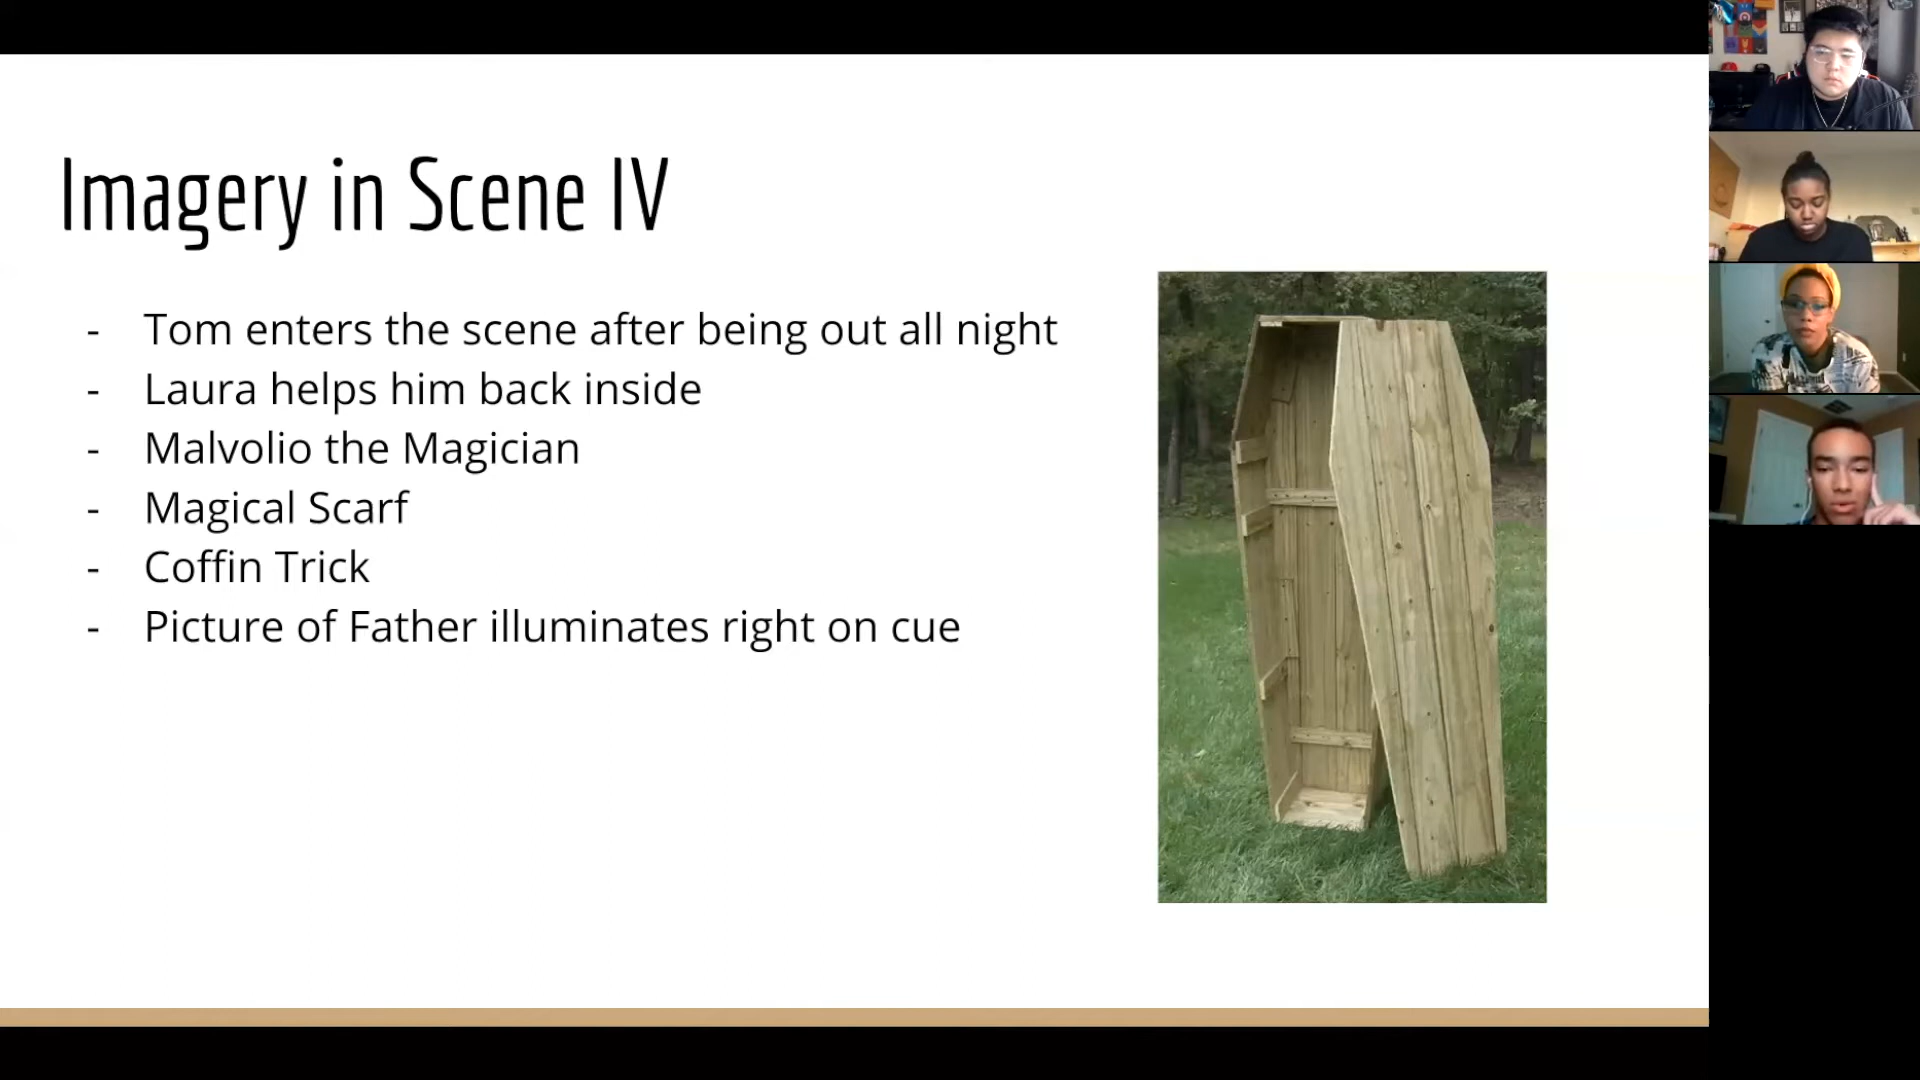 Imagery in Scene IV
- Tom enters the scene after being out all night
- Laura helps him back inside
- Malvolio the Magician
- Magical Scarf
- Coffin Trick
- Picture of Father illuminates right on cue